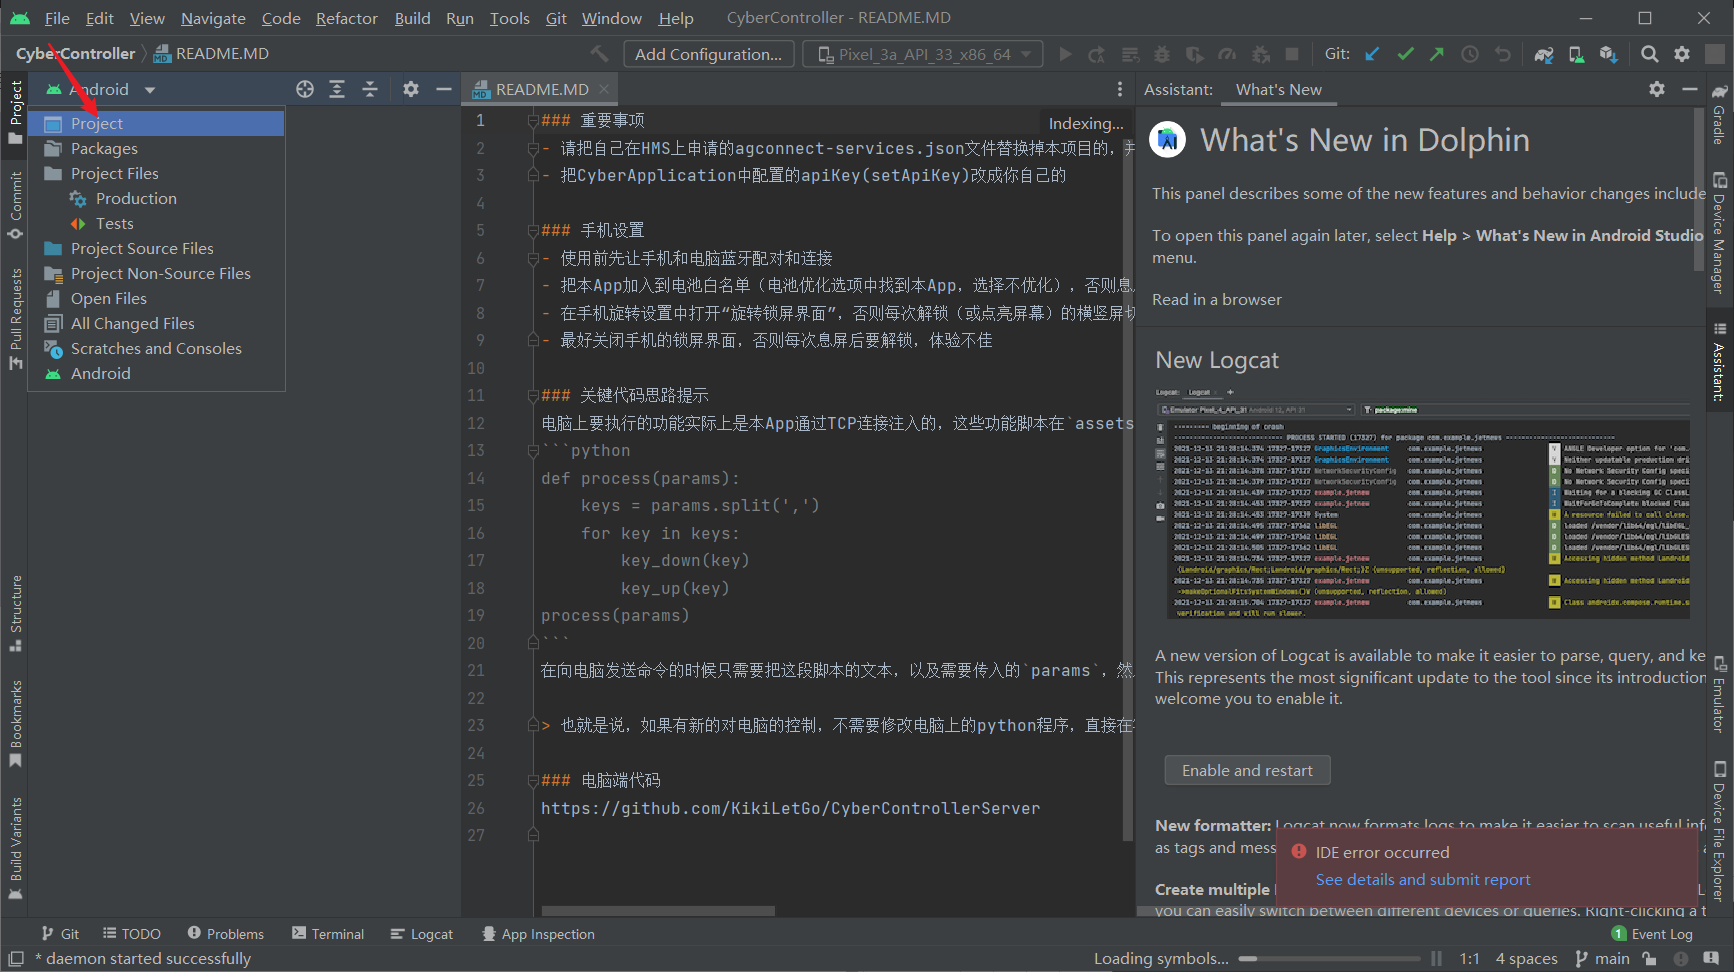 File Edit View Navigate Code Refactor Build Run Tools Git Window Help CyberController - README.MD
CyberController README.MD Add Configuration... Pixel_3a_API_33_x86_64 Git:
Android
Project
Packages
Project Files
Production
Tests
Project Source Files
Project Non-Source Files
Open Files
All Changed Files
Scratches and Consoles
Android
Project
Commit
Pull Requests
Structure
Bookmarks
Build Variants
README.MD
Indexing...
1 ### 重要事项
2 - 请把自己在HMS上申请的agconnect-services.json文件替换掉本项目的，并
3 - 把CyberApplication中配置的apiKey(setApiKey)改成你自己的
4
5 ### 手机设置
6 - 使用前先让手机和电脑蓝牙配对和连接
7 - 把本App加入到电池白名单（电池优化选项中找到本App，选择不优化），否则息
8 - 在手机旋转设置中打开“旋转锁屏界面”，否则每次解锁（或点亮屏幕）的横竖屏切
9 - 最好关闭手机的锁屏界面，否则每次息屏后要解锁，体验不佳
10
11 ### 关键代码思路提示
12 电脑上要执行的功能实际上是本App通过TCP连接注入的，这些功能脚本在`assets
13 ```python
14 def process(params):
15     keys = params.split(',')
16     for key in keys:
17         key_down(key)
18         key_up(key)
19 process(params)
20 ```
21 在向电脑发送命令的时候只需要把这段脚本的文本，以及需要传入的`params`，然
22
23 > 也就是说，如果有新的对电脑的控制，不需要修改电脑上的python程序，直接在
24
25 ### 电脑端代码
26 https://github.com/KikiLetGo/CyberControllerServer
27
Assistant: What's New
What's New in Dolphin
This panel describes some of the new features and behavior changes include
To open this panel again later, select Help > What's New in Android Studio
menu.
Read in a browser
New Logcat
Logcat: Logcat
Emulator Pixel_4_API_31 Android 12, API 31 package:mine
--------- beginning of crash
PROCESS STARTED (17327) for package com.example.jetnews
A new version of Logcat is available to make it easier to parse, query, and ke
This represents the most significant update to the tool since its introduction
welcome you to enable it.
Enable and restart
New formatter: Logcat now formats logs to make it easier to scan useful inf
as tags and mess
Create multiple
you can easily switch between different devices or queries. Right-clicking a t
IDE error occurred
See details and submit report
Gradle
Device Manager
Assistant:
Emulator
Device File Explorer
Git TODO Problems Terminal Logcat App Inspection 1 Event Log
* daemon started successfully Loading symbols... 1:1 4 spaces main